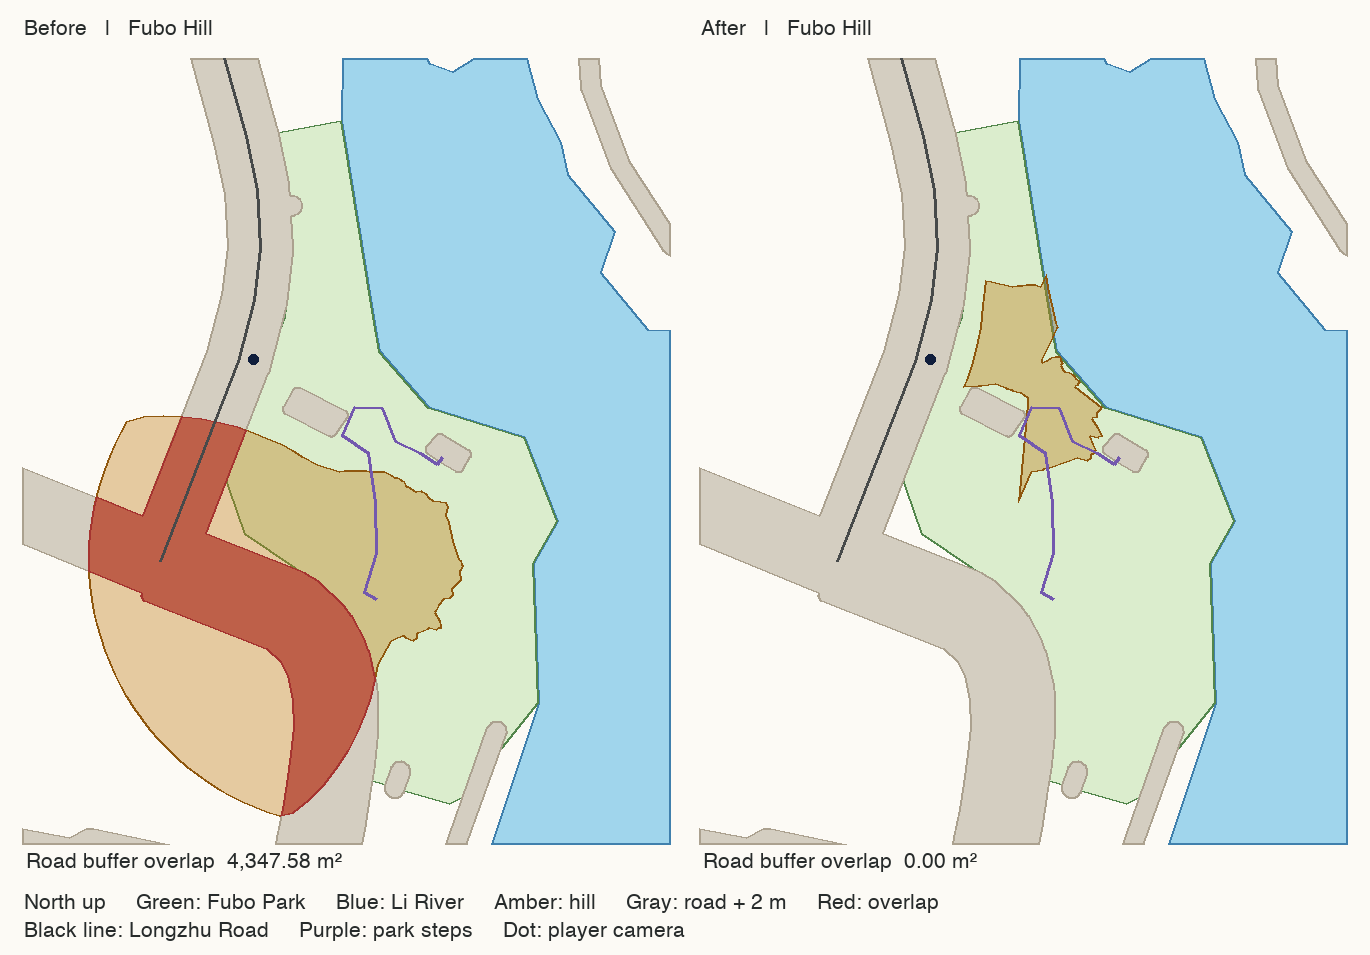 Before | Fubo Hill
After | Fubo Hill
Road buffer overlap 4,347.58 m²
Road buffer overlap 0.00 m²
North up Green: Fubo Park Blue: Li River Amber: hill Gray: road + 2 m Red: overlap
Black line: Longzhu Road Purple: park steps Dot: player camera